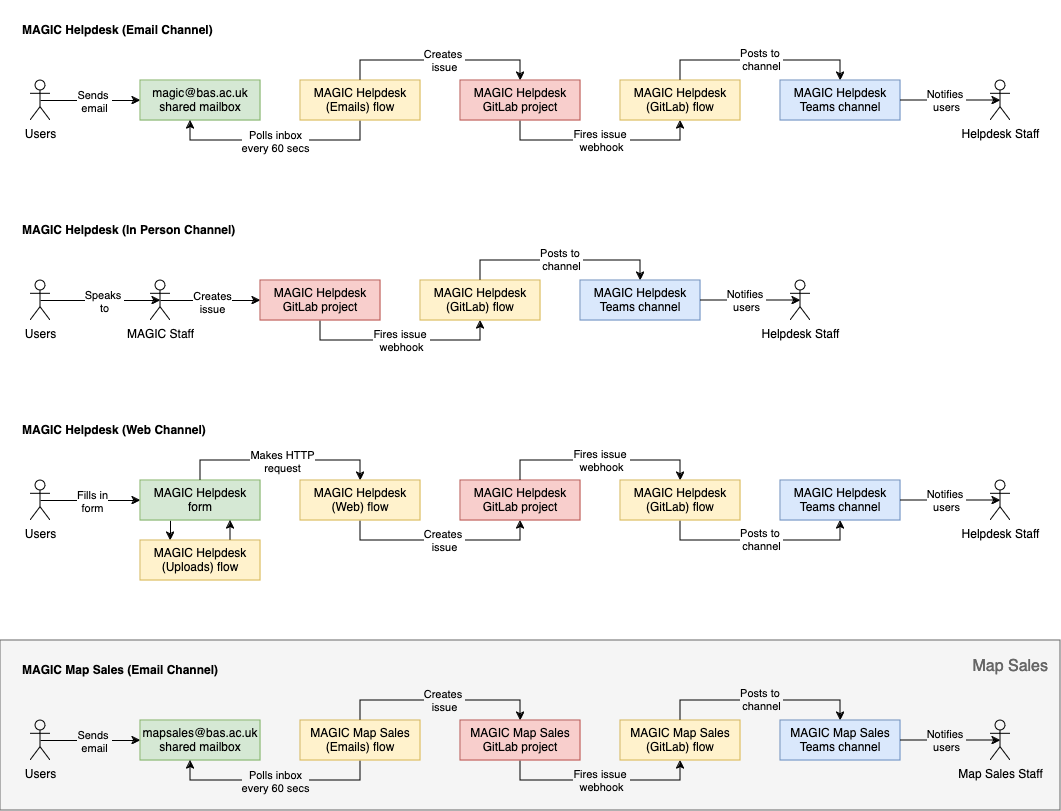 MAGIC Helpdesk (Email Channel)
Creates
issue
Posts to
channel
Sends
email
magic@bas.ac.uk
shared mailbox
MAGIC Helpdesk
(Emails) flow
MAGIC Helpdesk
GitLab project
MAGIC Helpdesk
(GitLab) flow
MAGIC Helpdesk
Teams channel
Notifies
users
Users
Polls inbox
every 60 secs
Fires issue
webhook
Helpdesk Staff
MAGIC Helpdesk (In Person Channel)
Posts to
channel
Speaks
to
Creates
issue
MAGIC Helpdesk
GitLab project
MAGIC Helpdesk
(GitLab) flow
MAGIC Helpdesk
Teams channel
Notifies
users
Users
MAGIC Staff
Fires issue
webhook
Helpdesk Staff
MAGIC Helpdesk (Web Channel)
Makes HTTP
request
Fires issue
webhook
Fills in
form
MAGIC Helpdesk
form
MAGIC Helpdesk
(Web) flow
MAGIC Helpdesk
GitLab project
MAGIC Helpdesk
(GitLab) flow
MAGIC Helpdesk
Teams channel
Notifies
users
Users
Creates
issue
Posts to
channel
Helpdesk Staff
MAGIC Helpdesk
(Uploads) flow
Map Sales
MAGIC Map Sales (Email Channel)
Creates
issue
Posts to
channel
Sends
email
mapsales@bas.ac.uk
shared mailbox
MAGIC Map Sales
(Emails) flow
MAGIC Map Sales
GitLab project
MAGIC Map Sales
(GitLab) flow
MAGIC Map Sales
Teams channel
Notifies
users
Users
Polls inbox
every 60 secs
Fires issue
webhook
Map Sales Staff